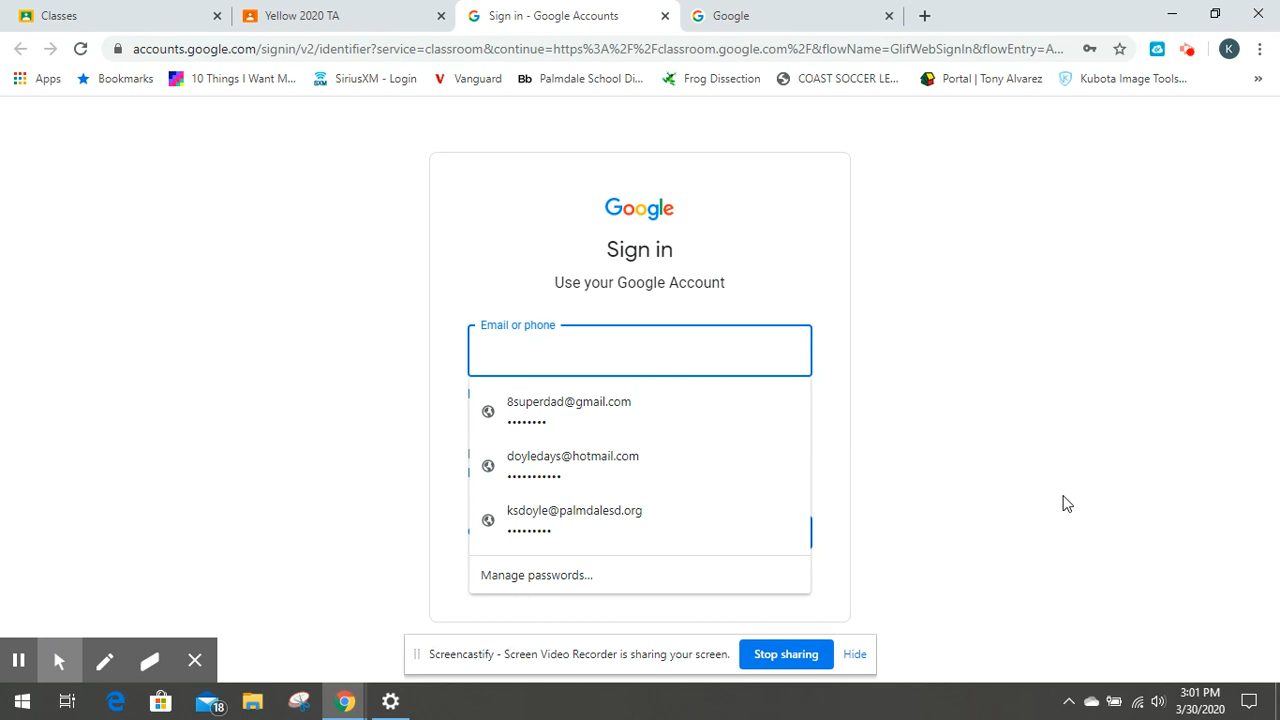 Classes
Yellow 2020 TA
Sign in - Google Accounts
Google
accounts.google.com/signin/v2/identifier?service=classroom&continue=https%3A%2F%2Fclassroom.google.com%2F&flowName=GlifWebSignIn&flowEntry=A...
K
Apps
Bookmarks
10 Things I Want M...
SiriusXM - Login
V Vanguard
Bb Palmdale School Di...
Frog Dissection
COAST SOCCER LE...
Portal | Tony Alvarez
Kubota Image Tools...
»
Google
Sign in
Use your Google Account
Email or phone
8superdad@gmail.com
••••••••
doyledays@hotmail.com
•••••••••••
ksdoyle@palmdalesd.org
•••••••••
Manage passwords...
Screencastify - Screen Video Recorder is sharing your screen.
Stop sharing
Hide
18
3:01 PM
3/30/2020